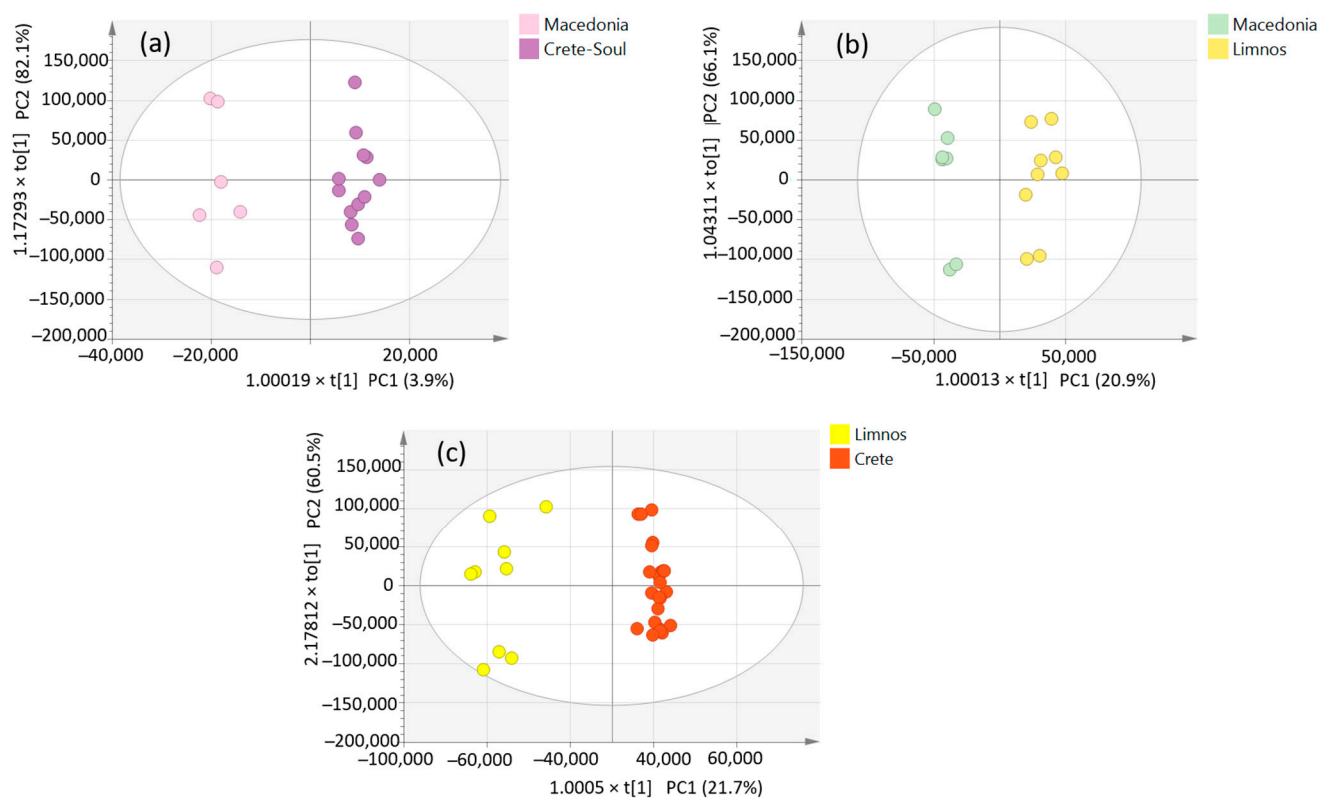 (a)
Macedonia
Crete-Soul
1.17293 × to[1] PC2 (82.1%)
150,000
100,000
50,000
0
−50,000
−100,000
−150,000
−200,000
−40,000 −20,000 0 20,000
1.00019 × t[1] PC1 (3.9%)
(b)
Macedonia
Limnos
1.04311 × to[1] |PC2 (66.1%)
150,000
100,000
50,000
0
−50,000
−100,000
−150,000
−200,000
−150,000 −50,000 0 50,000
1.00013 × t[1] PC1 (20.9%)
(c)
Limnos
Crete
2.17812 × to[1] PC2 (60.5%)
150,000
100,000
50,000
0
−50,000
−100,000
−150,000
−200,000
−100,000 −60,000 −40,000 0 40,000 60,000
1.0005 × t[1] PC1 (21.7%)